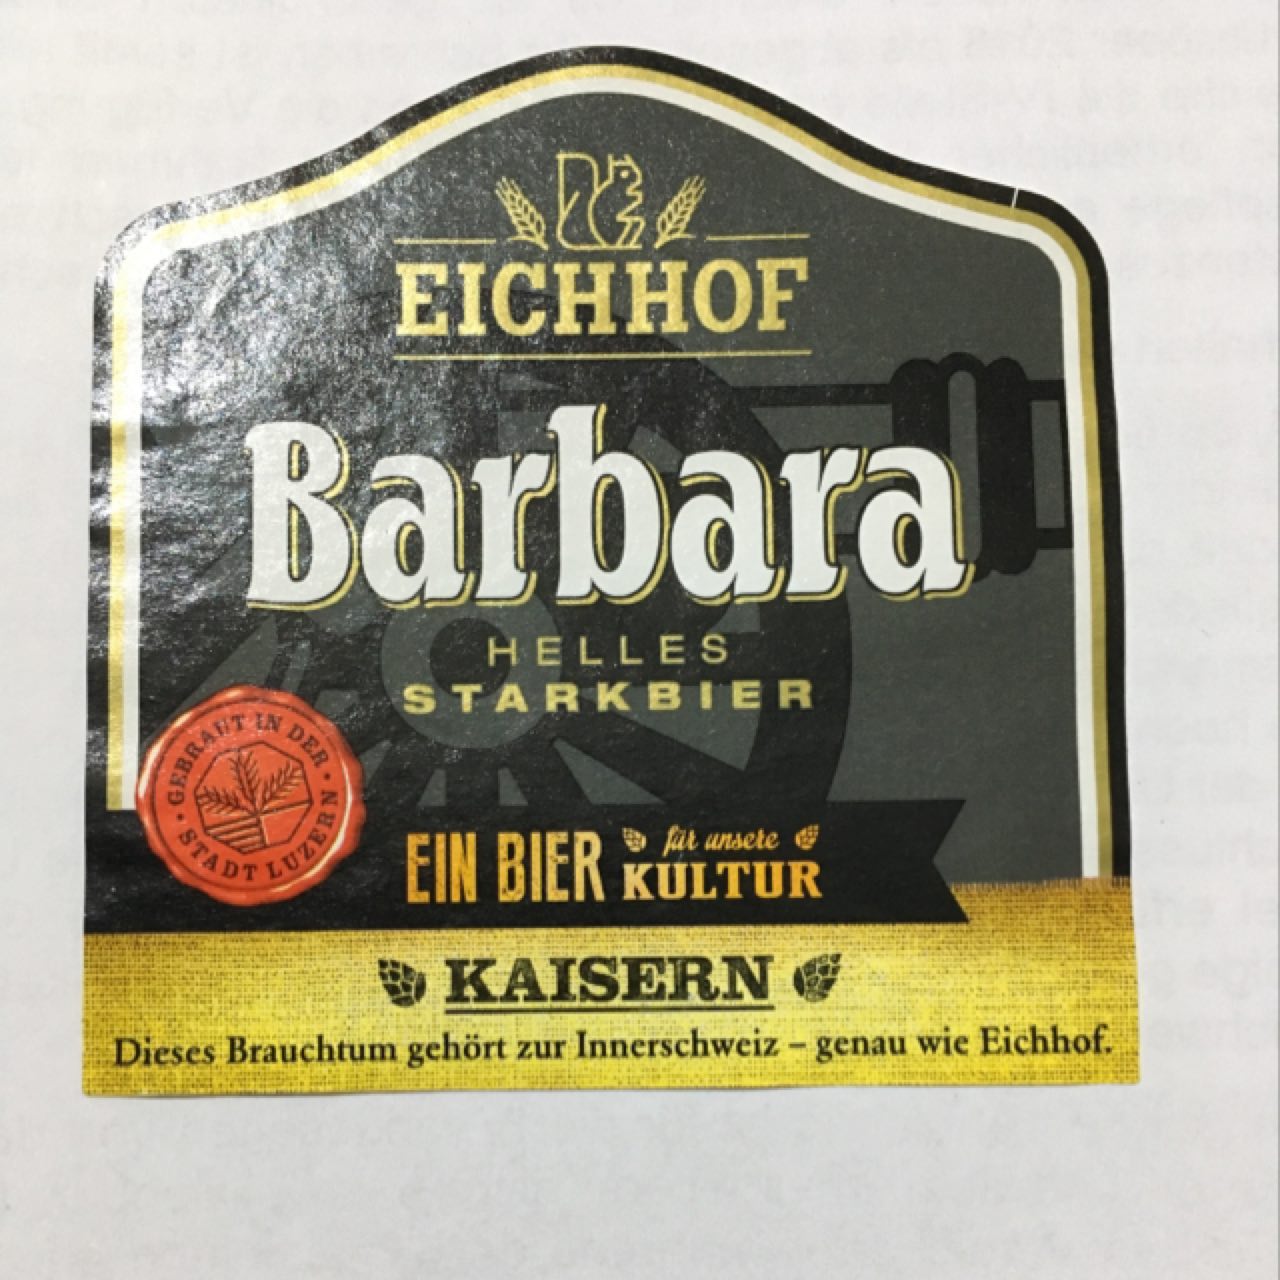 EICHHOF
Barbara
HELLES
STARKBIER
GEBRAUT IN DER
STADT LUZERN
EIN BIER für unsere KULTUR
KAISERN
Dieses Brauchtum gehört zur Innerschweiz – genau wie Eichhof.